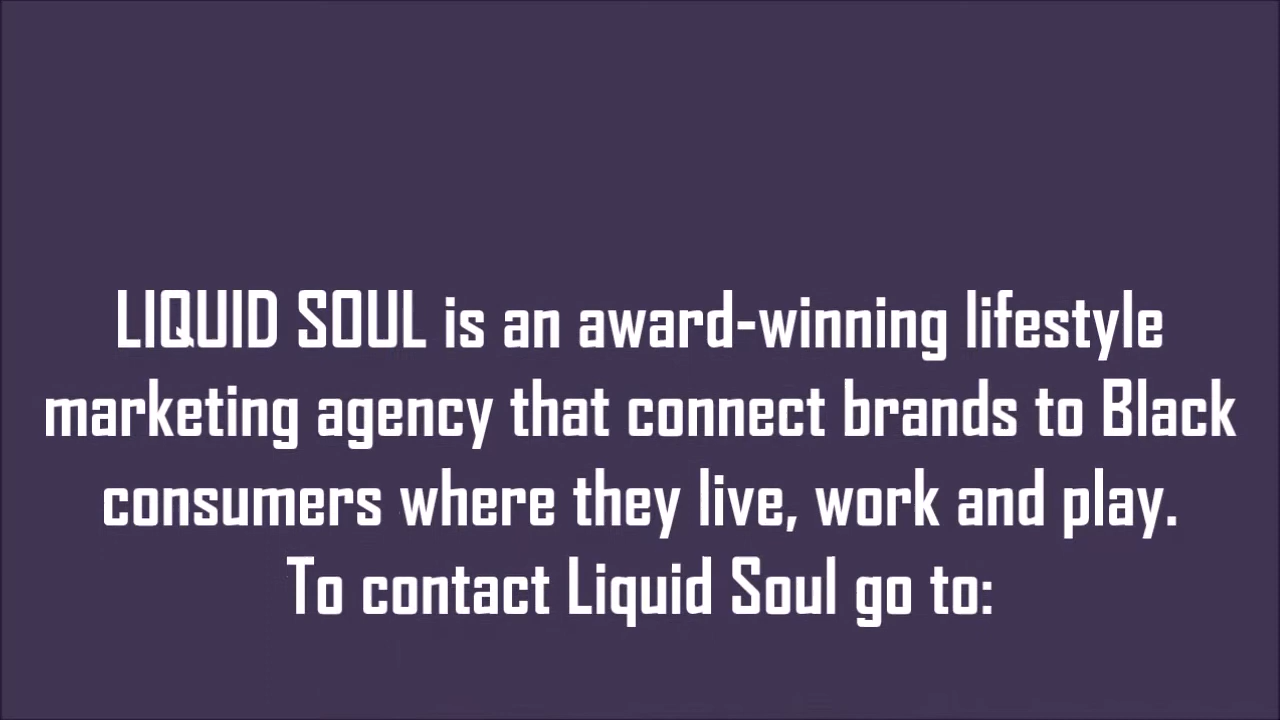 LIQUID SOUL is an award-winning lifestyle
marketing agency that connect brands to Black
consumers where they live, work and play.
To contact Liquid Soul go to: